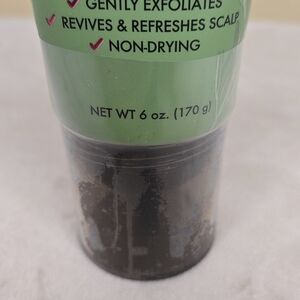 GENTLY EXFOLIATES
REVIVES & REFRESHES SCALP
NON-DRYING
NET WT 6 oz. (170 g)